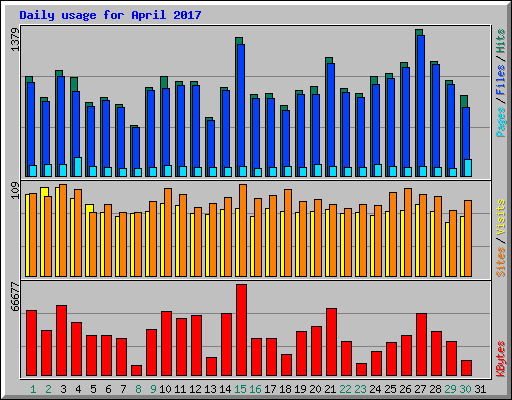 Daily usage for April 2017
1379
Pages / Files / Hits
109
Sites / Visits
66677
KBytes
1 2 3 4 5 6 7 8 9 10 11 12 13 14 15 16 17 18 19 20 21 22 23 24 25 26 27 28 29 30 31